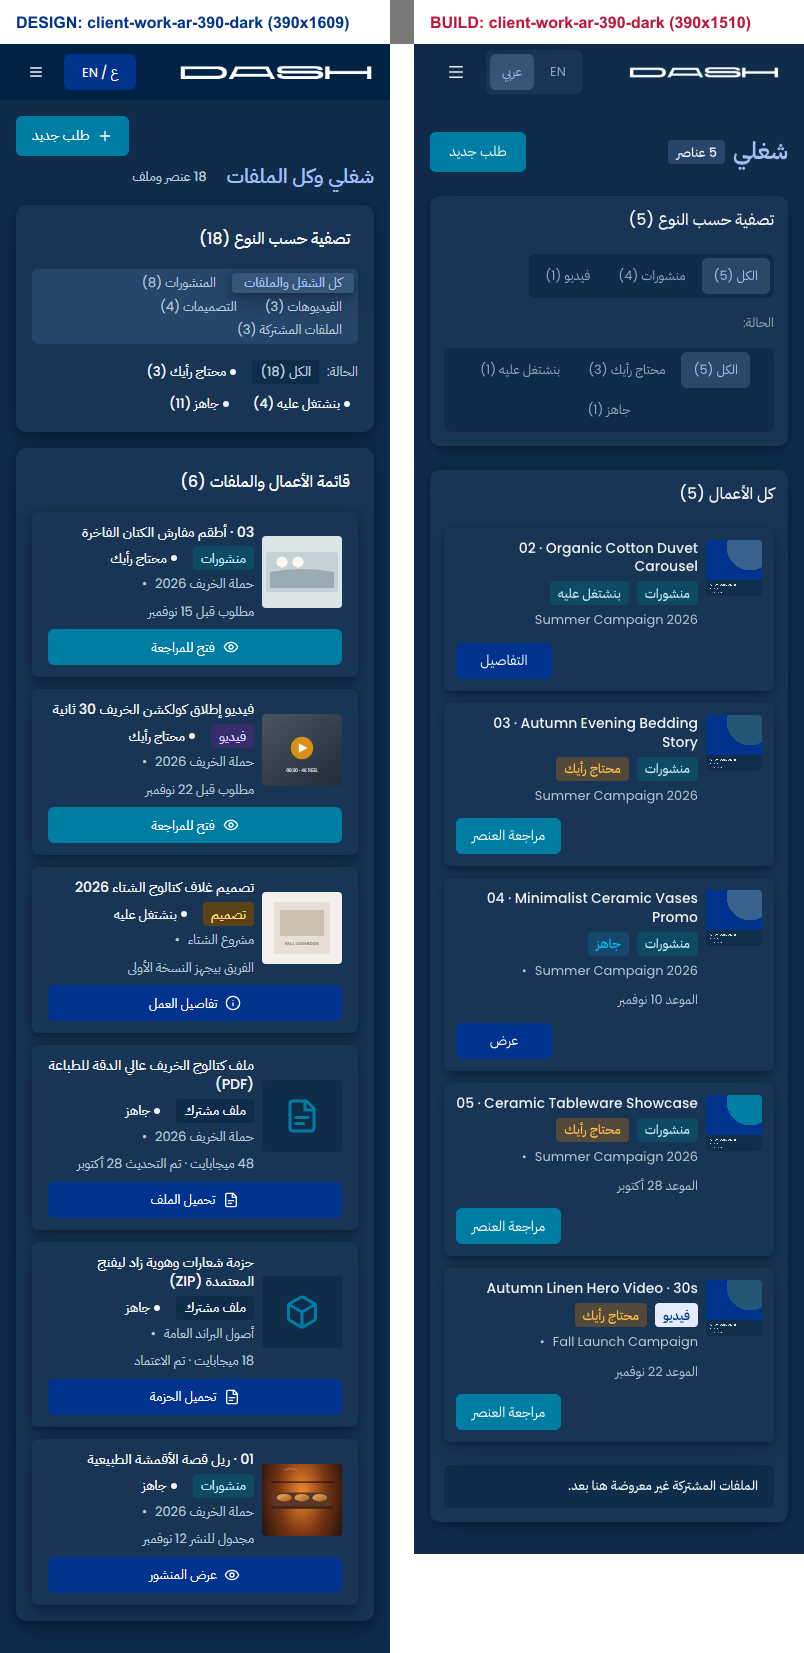 DESIGN: client-work-ar-390-dark (390x1609)
EN / ع
DASH
+ طلب جديد
شغلي وكل الملفات
18 عنصر وملف
تصفية حسب النوع (18)
كل الشغل والملفات
المنشورات (8)
الفيديوهات (3)
التصميمات (4)
الملفات المشتركة (3)
الحالة:
الكل (18)
• محتاج رأيك (3)
• بنشتغل عليه (4)
• جاهز (11)
قائمة الأعمال والملفات (6)
03 · أطقم مفارش الكتان الفاخرة
منشورات
• محتاج رأيك
حملة الخريف 2026 •
مطلوب قبل 15 نوفمبر
فتح للمراجعة
فيديو إطلاق كولكشن الخريف 30 ثانية
فيديو
• محتاج رأيك
حملة الخريف 2026 •
مطلوب قبل 22 نوفمبر
00:30 · 4K REEL
فتح للمراجعة
تصميم غلاف كتالوج الشتاء 2026
تصميم
• بنشتغل عليه
مشروع الشتاء •
الفريق بيجهز النسخة الأولى
FALL LOOKBOOK
تفاصيل العمل
ملف كتالوج الخريف عالي الدقة للطباعة
(PDF)
ملف مشترك
• جاهز
حملة الخريف 2026 •
48 ميجابايت · تم التحديث 28 أكتوبر
تحميل الملف
حزمة شعارات وهوية زاد ليفنج
المعتمدة (ZIP)
ملف مشترك
• جاهز
أصول البراند العامة •
18 ميجابايت · تم الاعتماد
تحميل الحزمة
01 · ريل قصة الأقمشة الطبيعية
منشورات
• جاهز
حملة الخريف 2026 •
مجدول للنشر 12 نوفمبر
عرض المنشور
BUILD: client-work-ar-390-dark (390x1510)
عربي
EN
DASH
شغلي
5 عناصر
طلب جديد
تصفية حسب النوع (5)
الكل (5)
منشورات (4)
فيديو (1)
الحالة:
الكل (5)
محتاج رأيك (3)
بنشتغل عليه (1)
جاهز (1)
كل الأعمال (5)
02 · Organic Cotton Duvet
Carousel
منشورات
بنشتغل عليه
Summer Campaign 2026
التفاصيل
03 · Autumn Evening Bedding
Story
منشورات
محتاج رأيك
Summer Campaign 2026
مراجعة العنصر
04 · Minimalist Ceramic Vases
Promo
منشورات
جاهز
• Summer Campaign 2026
الموعد 10 نوفمبر
عرض
05 · Ceramic Tableware Showcase
منشورات
محتاج رأيك
• Summer Campaign 2026
الموعد 28 أكتوبر
مراجعة العنصر
Autumn Linen Hero Video · 30s
فيديو
محتاج رأيك
• Fall Launch Campaign
الموعد 22 نوفمبر
مراجعة العنصر
الملفات المشتركة غير معروضة هنا بعد.